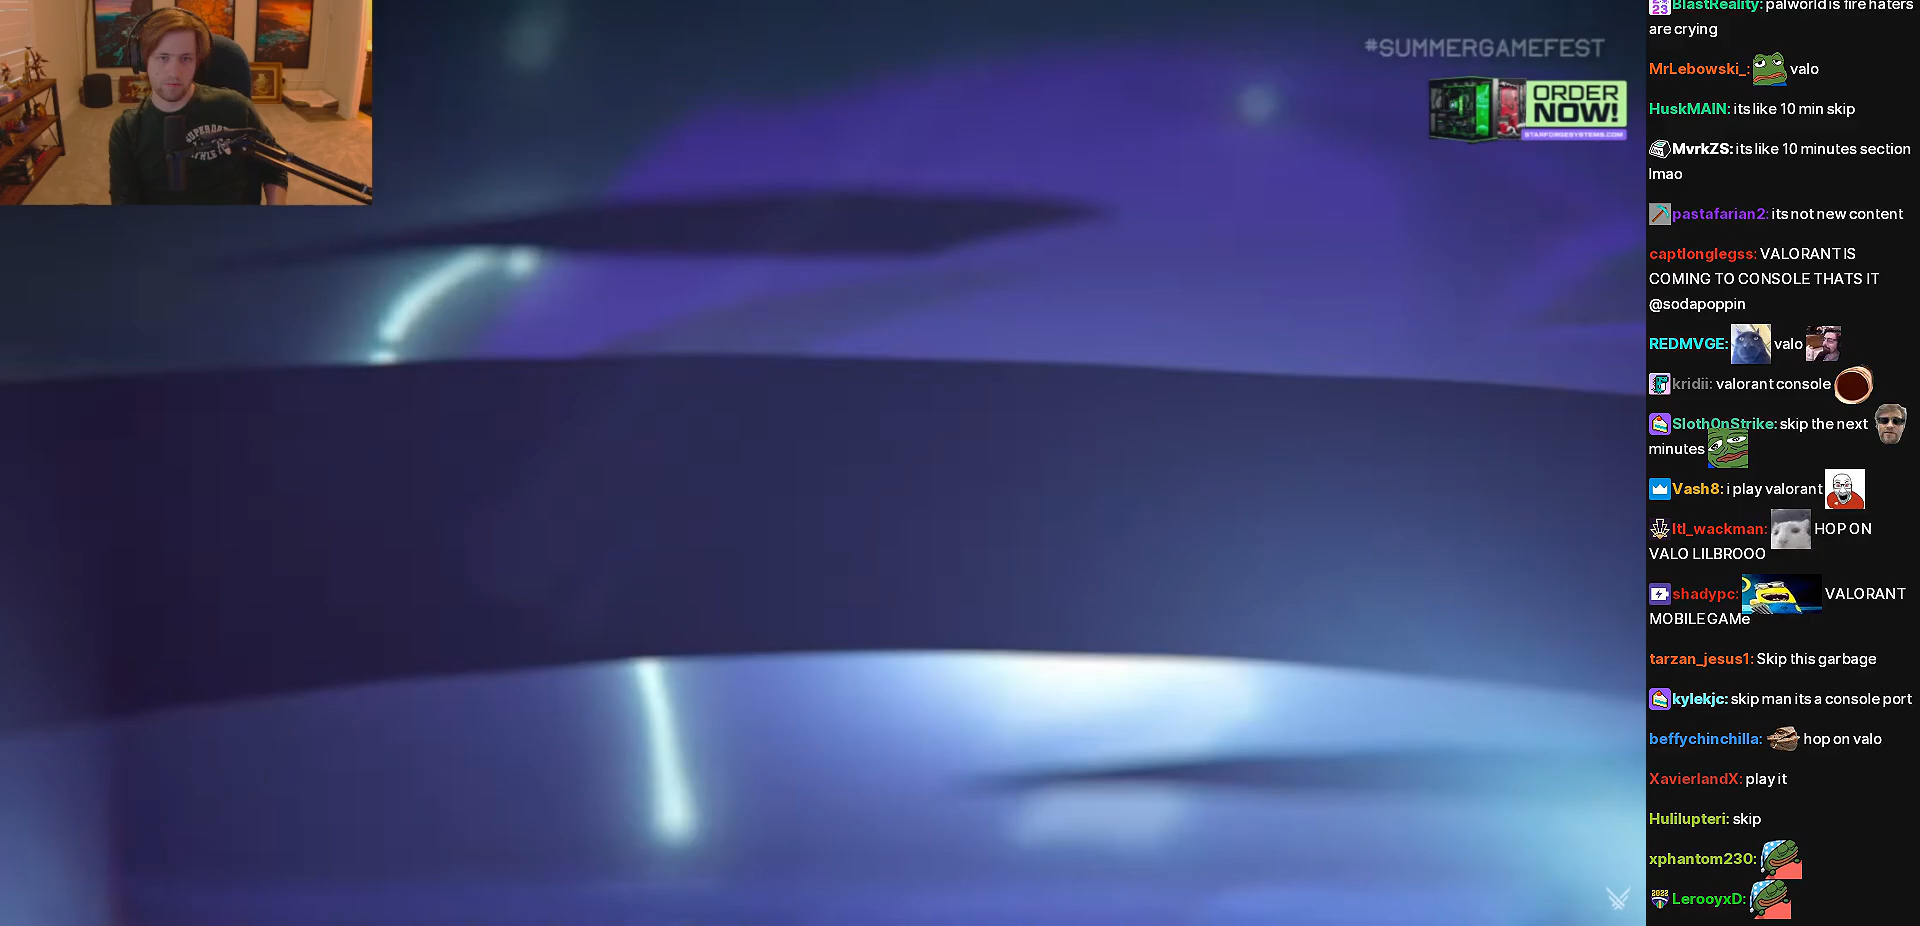 #SUMMERGAMEFEST
ORDER
NOW!
STARFORGESYSTEMS.COM
BlastReality: palworld is fire haters
are crying
MrLebowski_: valo
HuskMAIN: its like 10 min skip
MvrkZS: its like 10 minutes section
lmao
pastafarian2: its not new content
captlonglegss: VALORANT IS
COMING TO CONSOLE THATS IT
@sodapoppin
REDMVGE: valo
kridii: valorant console
Sloth0nStrike: skip the next
minutes
Vash8: i play valorant
ltl_wackman: HOP ON
VALO LILBROOO
shadypc: VALORANT
MOBILE GAMe
tarzan_jesus1: Skip this garbage
kylekjc: skip man its a console port
beffychinchilla: hop on valo
XavierlandX: play it
Hulilupteri: skip
xphantom230:
2022 LerooyxD: